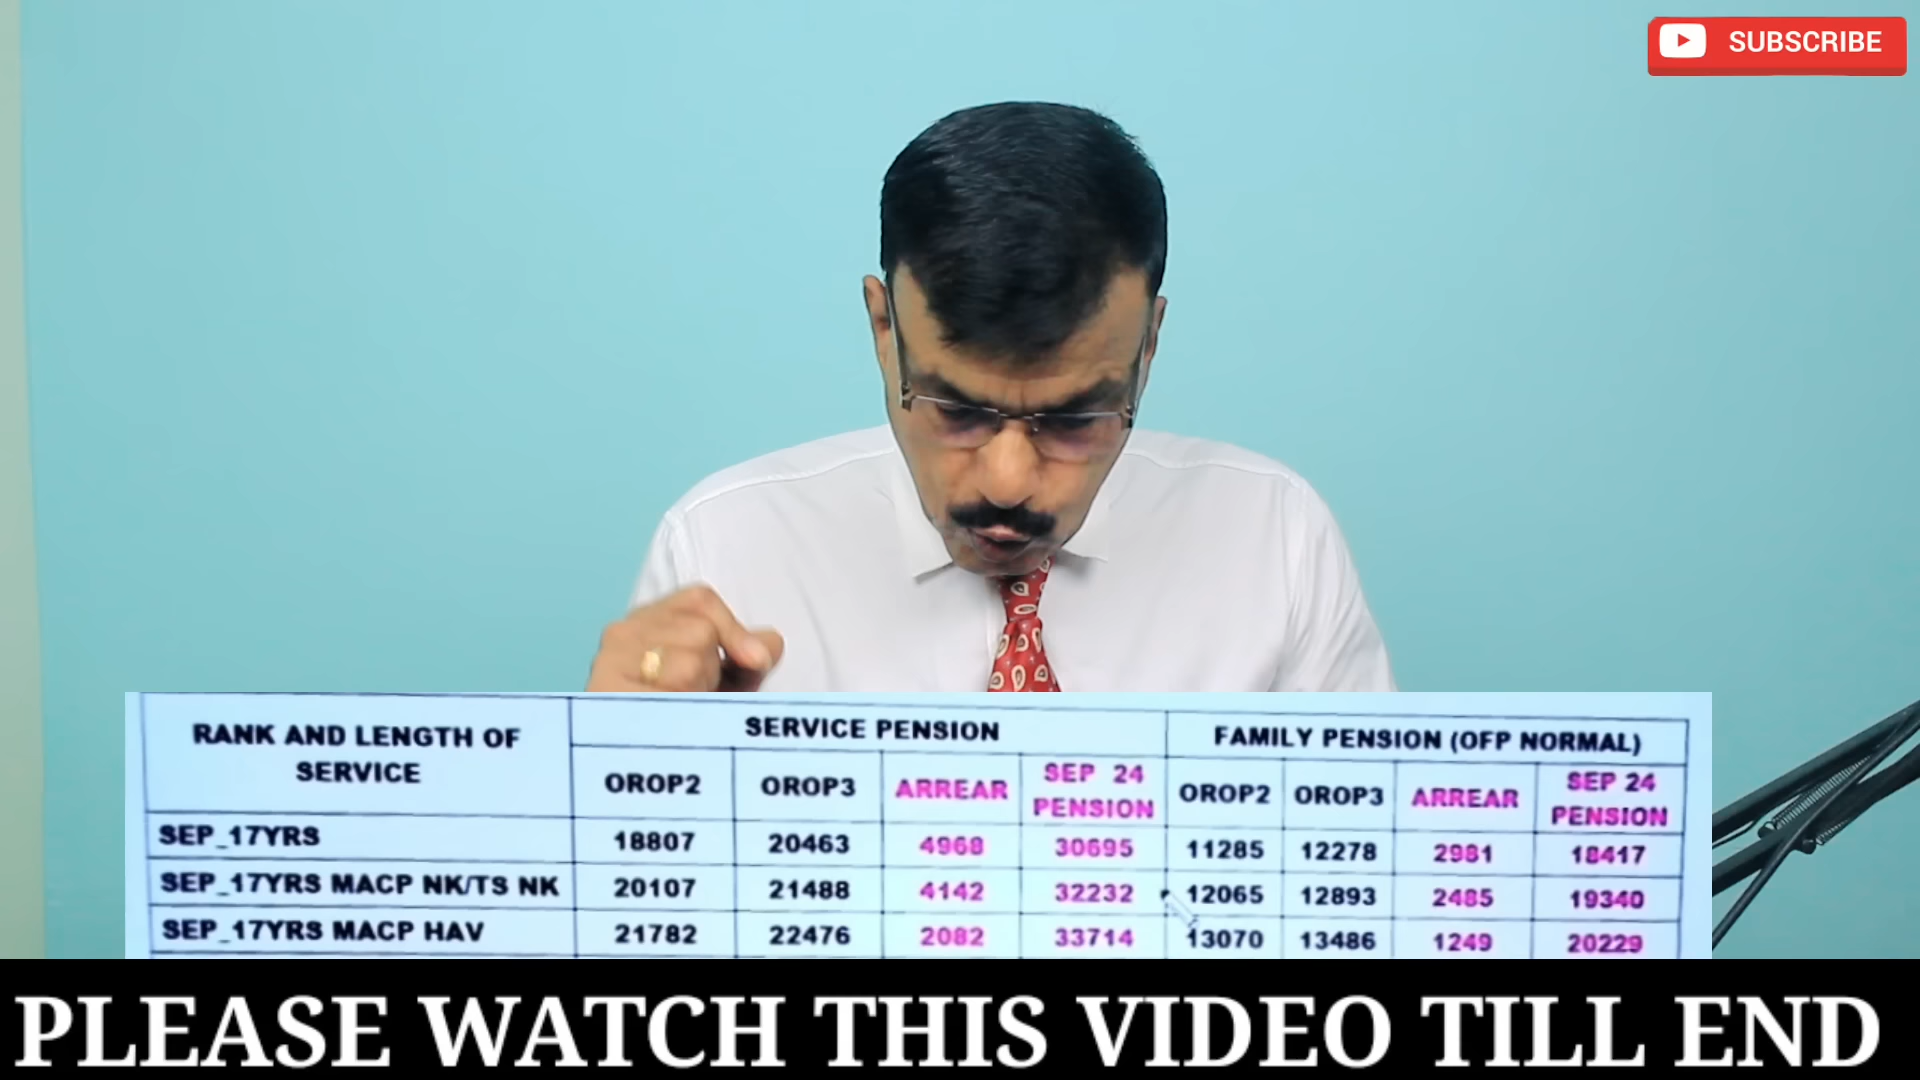 SUBSCRIBE
RANK AND LENGTH OF SERVICE SERVICE PENSION FAMILY PENSION (OFP NORMAL)
OROP2 OROP3 ARREAR SEP 24 PENSION OROP2 OROP3 ARREAR SEP 24 PENSION
SEP_17YRS 18807 20463 4968 30695 11285 12278 2981 18417
SEP_17YRS MACP NK/TS NK 20107 21488 4142 32232 12065 12893 2485 19340
SEP_17YRS MACP HAV 21782 22476 2082 33714 13070 13486 1249 20229
PLEASE WATCH THIS VIDEO TILL END